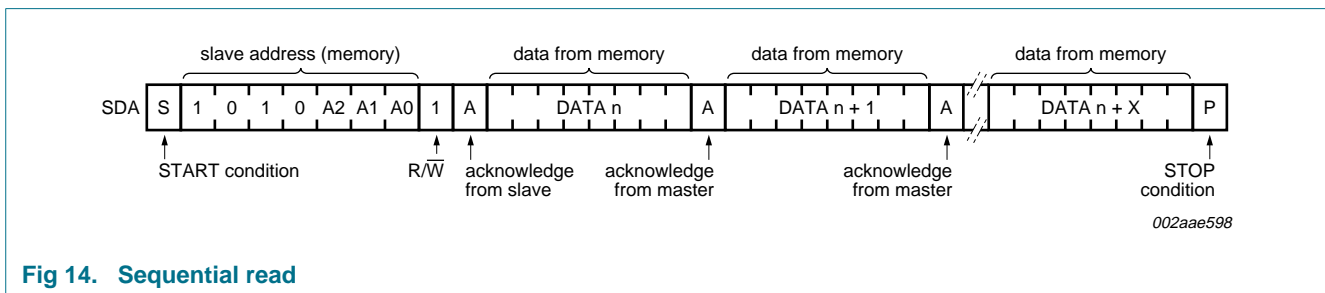 slave address (memory) data from memory data from memory data from memory
SDA S 1 0 1 0 A2 A1 A0 1 A DATA n A DATA n + 1 A DATA n + X P
START condition R/W̅ acknowledge from slave acknowledge from master acknowledge from master STOP condition
002aae598
Fig 14. Sequential read